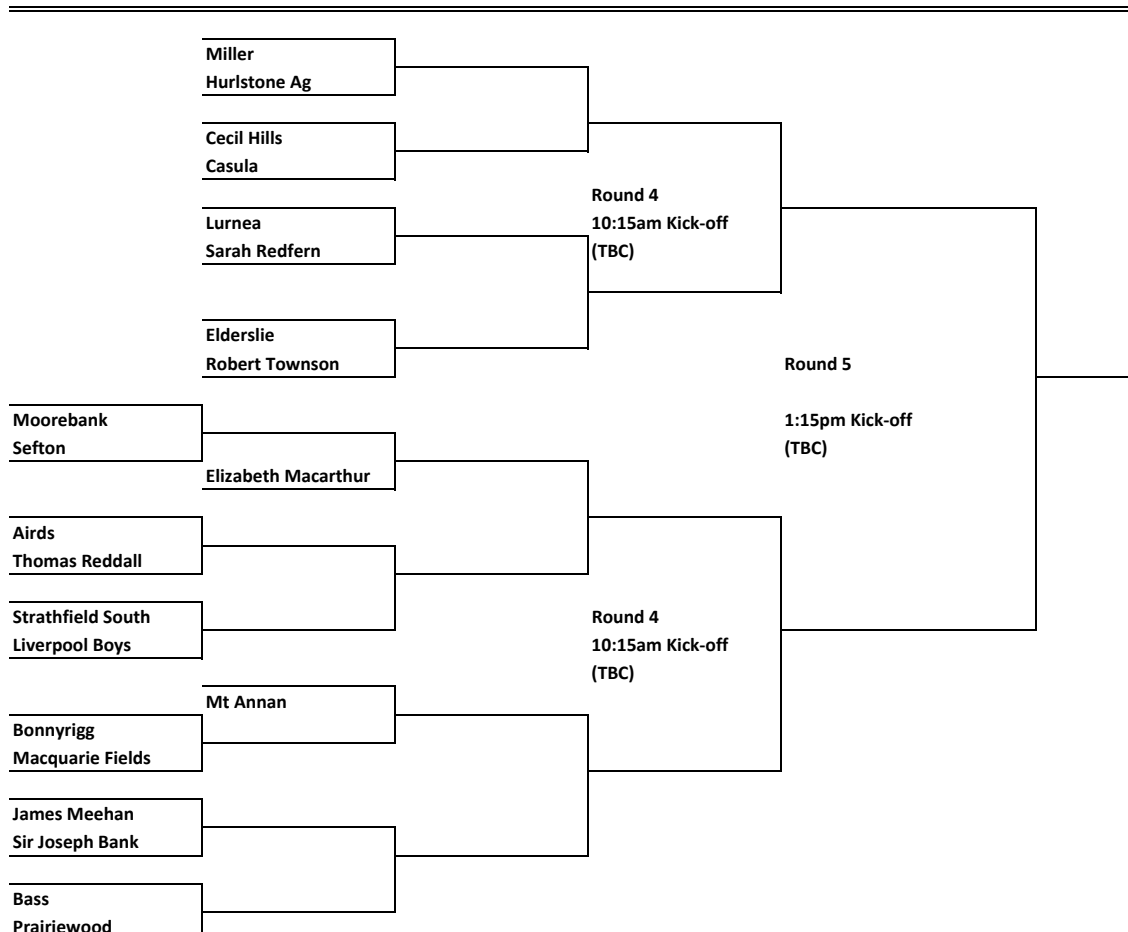 Miller
Hurlstone Ag
Cecil Hills
Casula
Round 4
10:15am Kick-off
(TBC)
Lurnea
Sarah Redfern
Elderslie
Robert Townson
Round 5
1:15pm Kick-off
(TBC)
Moorebank
Sefton
Elizabeth Macarthur
Airds
Thomas Reddall
Strathfield South
Liverpool Boys
Round 4
10:15am Kick-off
(TBC)
Mt Annan
Bonnyrigg
Macquarie Fields
James Meehan
Sir Joseph Bank
Bass
Prairiewood